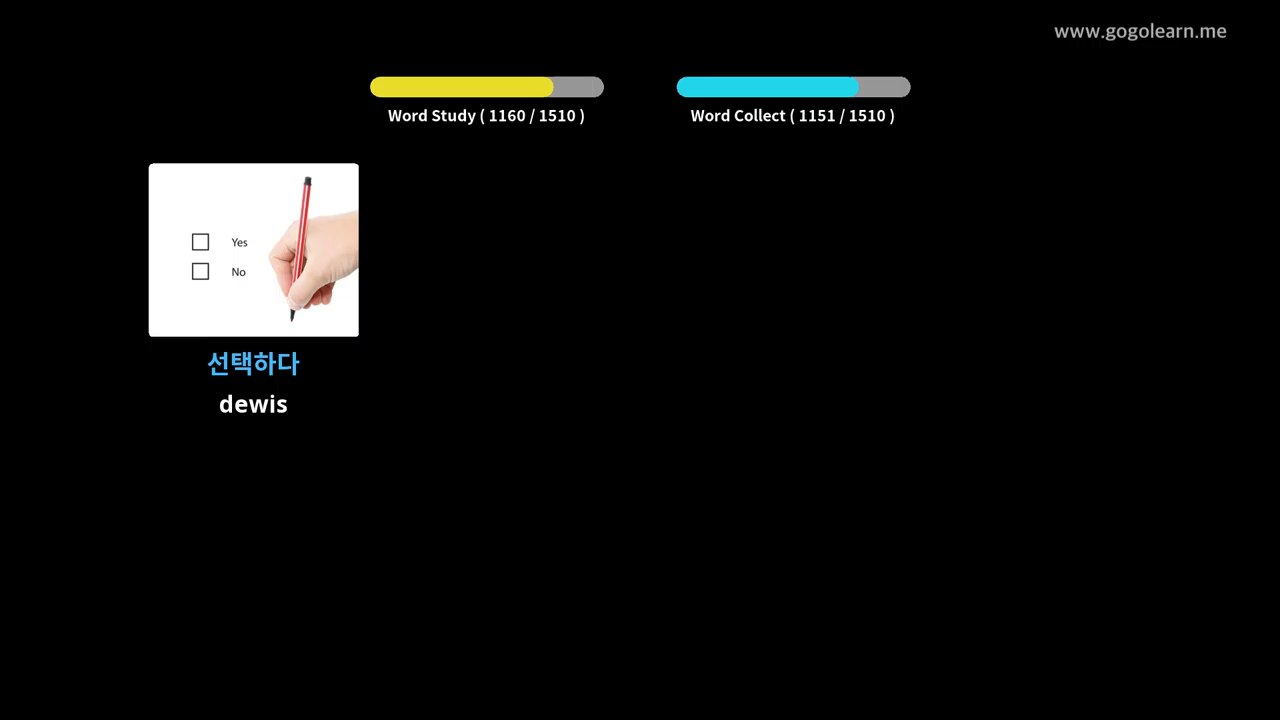 www.gogolearn.me
Word Study ( 1160 / 1510 )
Word Collect ( 1151 / 1510 )
Yes
No
선택하다
dewis